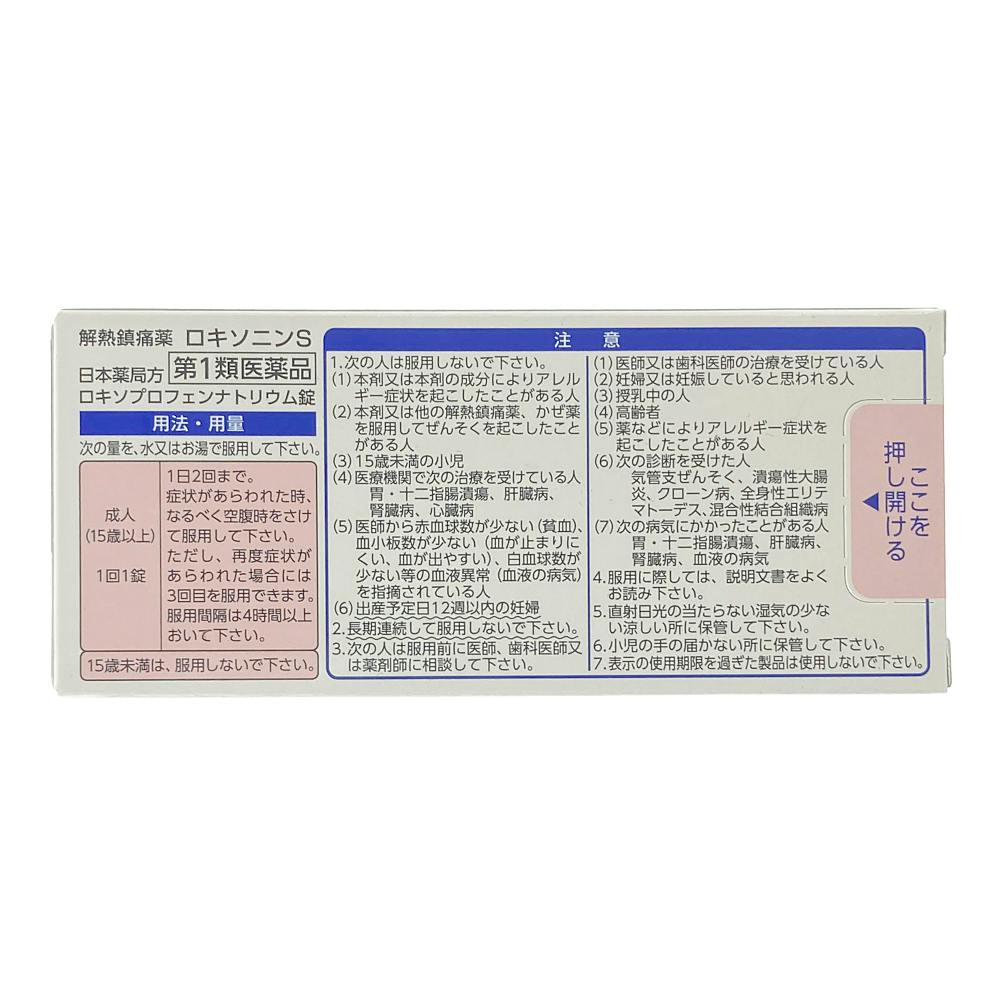 解熱鎮痛薬 ロキソニンS
日本薬局方 第1類医薬品
ロキソプロフェンナトリウム錠
用法・用量
次の量を、水又はお湯で服用して下さい。
成人
(15歳以上)
1回1錠
1日2回まで。
症状があらわれた時、
なるべく空腹時をさけ
て服用して下さい。
ただし、再度症状が
あらわれた場合には
3回目を服用できます。
服用間隔は4時間以上
おいて下さい。
15歳未満は、服用しないで下さい。
注意
1.次の人は服用しないで下さい。
(1)本剤又は本剤の成分によりアレル
ギー症状を起こしたことがある人
(2)本剤又は他の解熱鎮痛薬、かぜ薬
を服用してぜんそくを起こしたこと
がある人
(3)15歳未満の小児
(4)医療機関で次の治療を受けている人
胃・十二指腸潰瘍、肝臓病、
腎臓病、心臓病
(5)医師から赤血球数が少ない(貧血)、
血小板数が少ない(血が止まりに
くい、血が出やすい)、白血球数が
少ない等の血液異常(血液の病気)
を指摘されている人
(6)出産予定日12週以内の妊婦
2.長期連続して服用しないで下さい。
3.次の人は服用前に医師、歯科医師又
は薬剤師に相談して下さい。
(1)医師又は歯科医師の治療を受けている人
(2)妊婦又は妊娠していると思われる人
(3)授乳中の人
(4)高齢者
(5)薬などによりアレルギー症状を
起こしたことがある人
(6)次の診断を受けた人
気管支ぜんそく、潰瘍性大腸
炎、クローン病、全身性エリテ
マトーデス、混合性結合組織病
(7)次の病気にかかったことがある人
胃・十二指腸潰瘍、肝臓病、
腎臓病、血液の病気
4.服用に際しては、説明文書をよく
お読み下さい。
5.直射日光の当たらない湿気の少な
い涼しい所に保管して下さい。
6.小児の手の届かない所に保管して下さい。
7.表示の使用期限を過ぎた製品は使用しないで下さい。
ここを
押し開ける